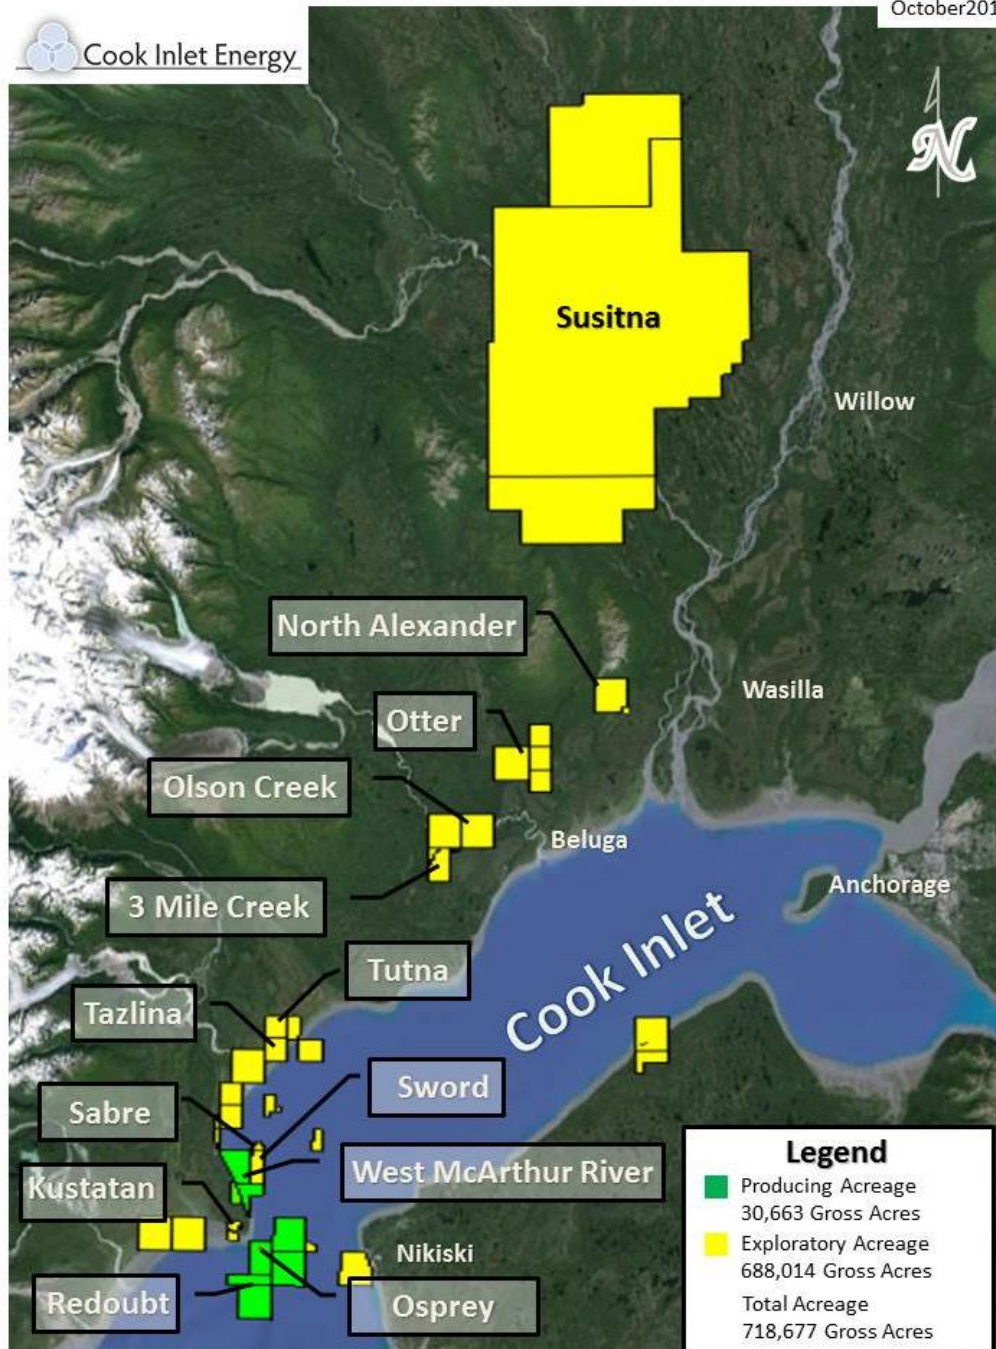 October201
Cook Inlet Energy
N
Susitna
Willow
North Alexander
Wasilla
Otter
Olson Creek
Beluga
Anchorage
3 Mile Creek
Cook Inlet
Tutna
Tazlina
Sword
Sabre
West McArthur River
Kustatan
Nikiski
Redoubt
Osprey
Legend
Producing Acreage
30,663 Gross Acres
Exploratory Acreage
688,014 Gross Acres
Total Acreage
718,677 Gross Acres